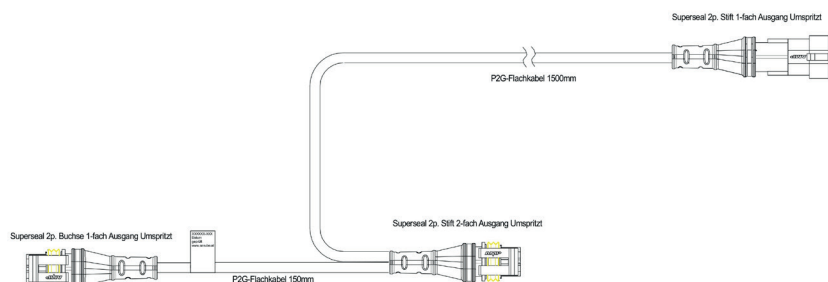 Superseal 2p. Stift 1-fach Ausgang Umspritzt
P2G-Flachkabel 1500mm
Superseal 2p. Stift 2-fach Ausgang Umspritzt
Superseal 2p. Buchse 1-fach Ausgang Umspritzt
P2G-Flachkabel 150mm